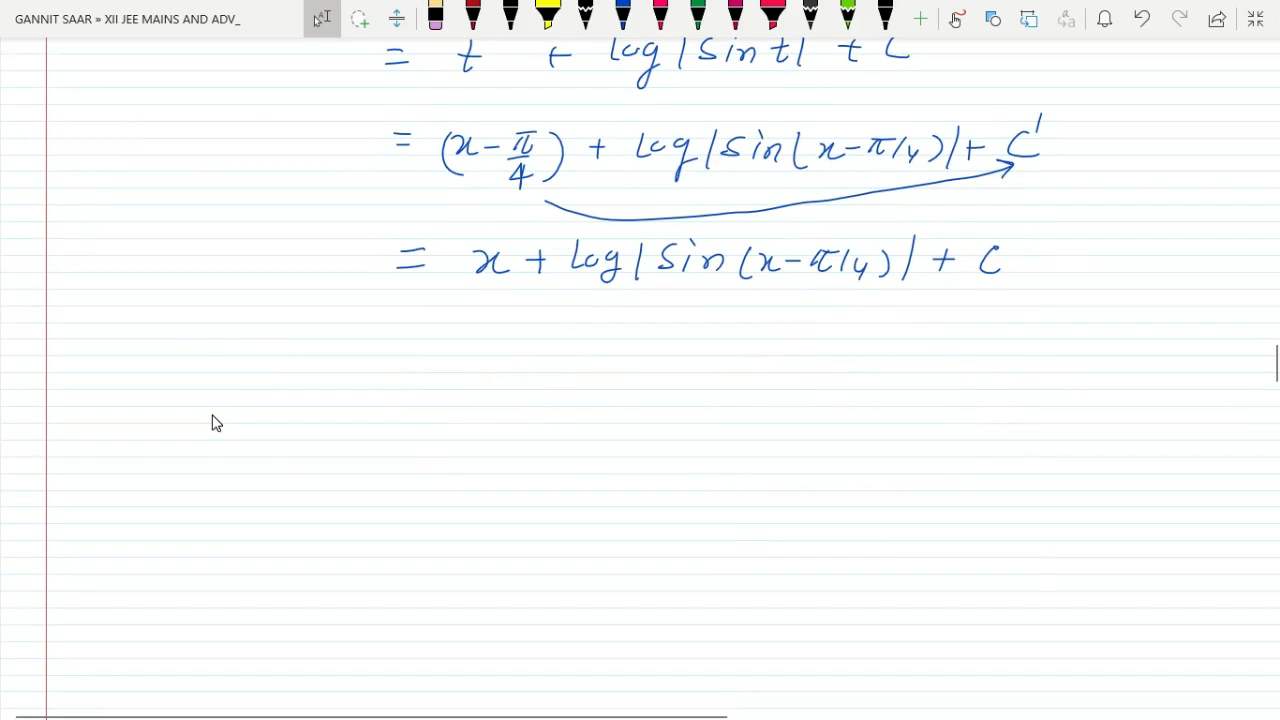 GANNIT SAAR » XII JEE MAINS AND ADV_
= t + log|sin t| + C
= (x - π/4) + log|sin(x-π/4)| + C'
= x + log|sin(x-π/4)| + C